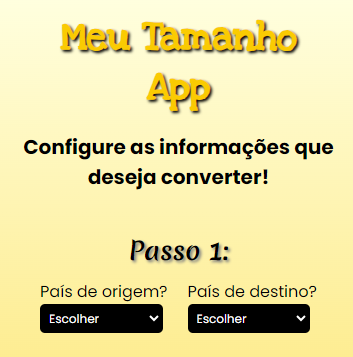 Meu Tamanho
App
Configure as informações que
deseja converter!
Passo 1:
País de origem? País de destino?
Escolher Escolher